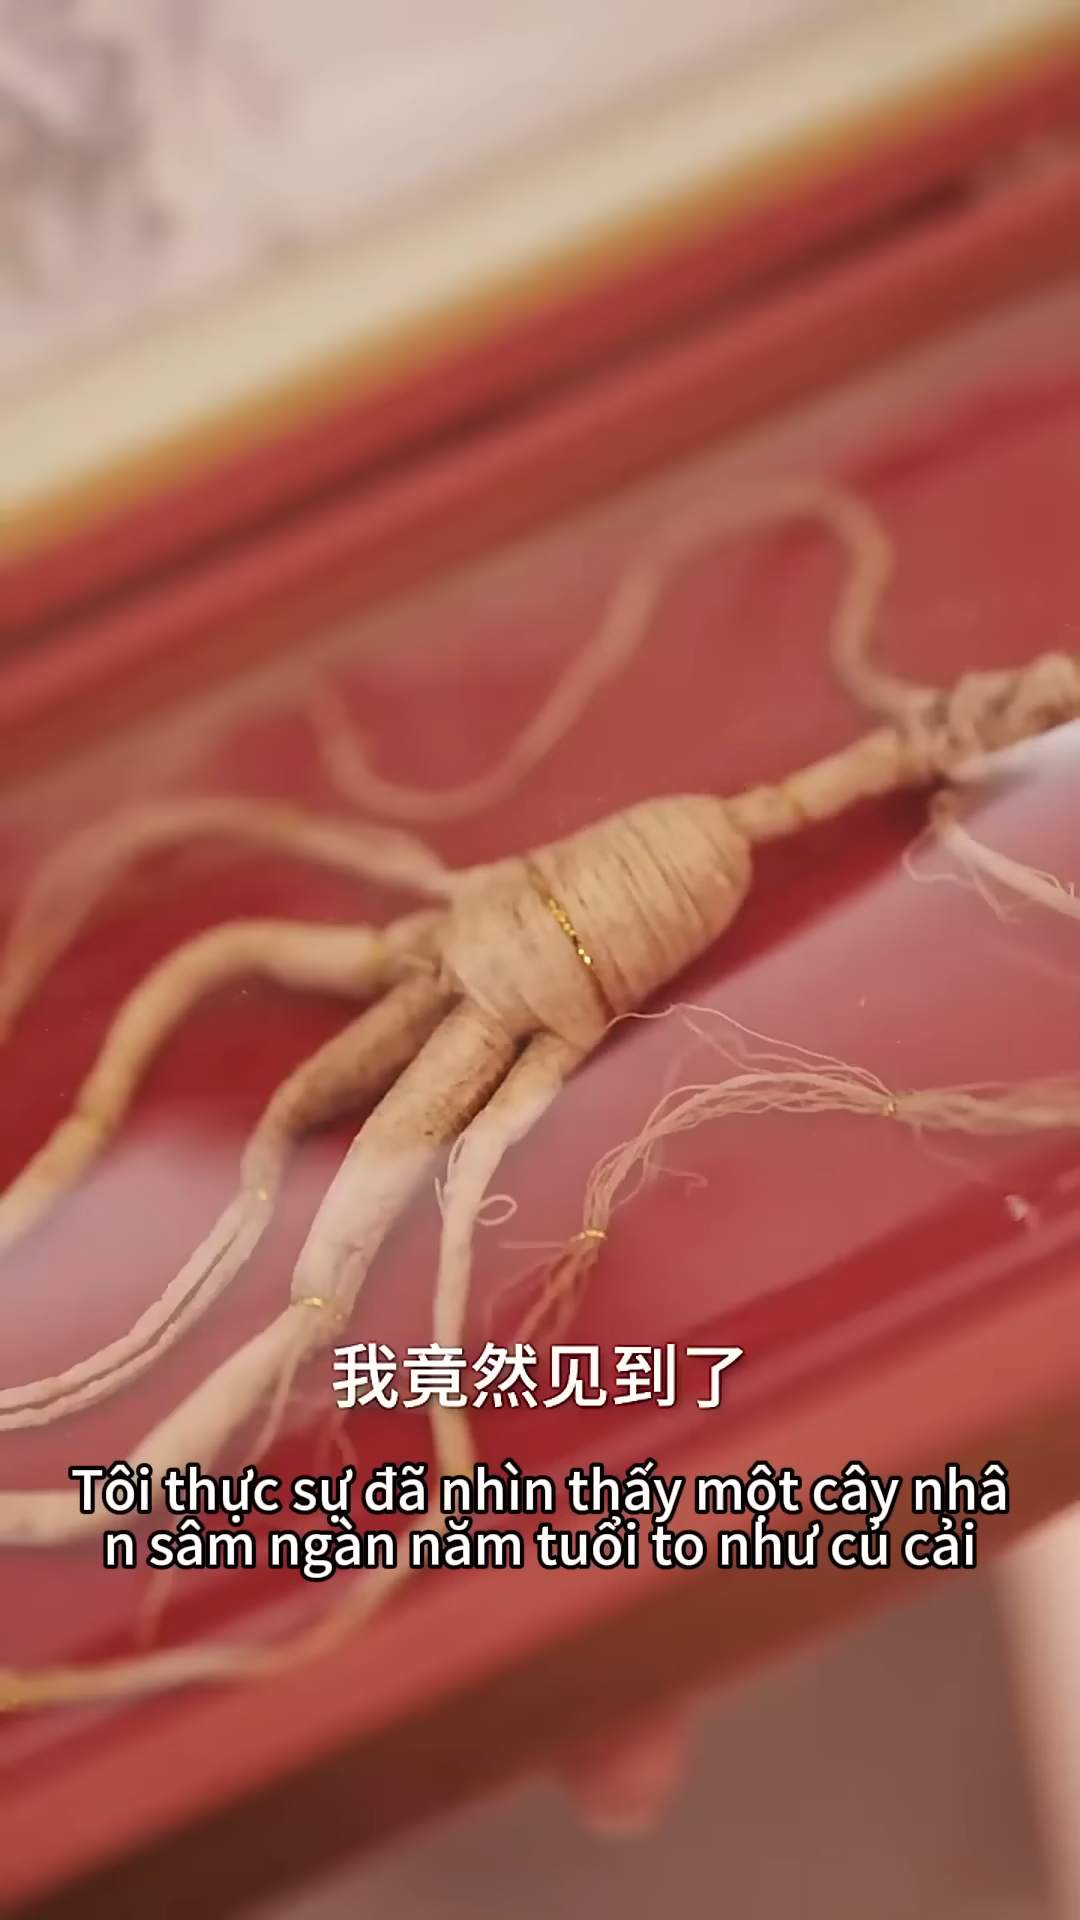 我竟然见到了
Tôi thực sự đã nhìn thấy một cây nhâ
n sâm ngàn năm tuổi to như củ cải